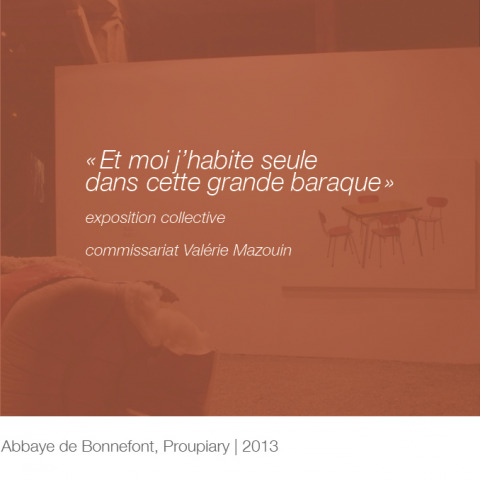 « Et moi j’habite seule
dans cette grande baraque »
exposition collective
commissariat Valérie Mazouin
Abbaye de Bonnefont, Proupiary | 2013